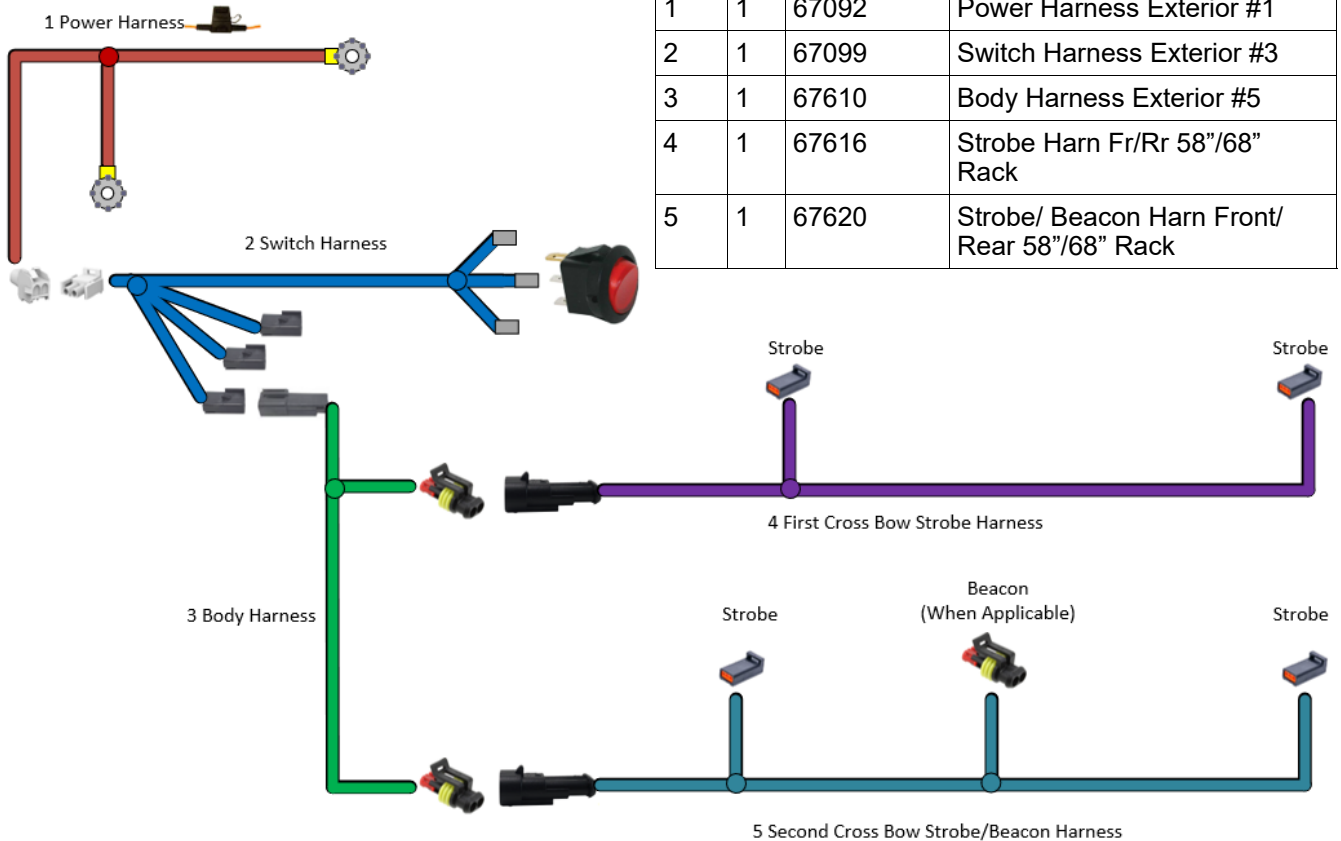 1 Power Harness
1 1 67092 Power Harness Exterior #1
2 1 67099 Switch Harness Exterior #3
3 1 67610 Body Harness Exterior #5
4 1 67616 Strobe Harn Fr/Rr 58”/68”
Rack
5 1 67620 Strobe/ Beacon Harn Front/
Rear 58”/68” Rack
2 Switch Harness
Strobe
Strobe
4 First Cross Bow Strobe Harness
3 Body Harness
Strobe
Beacon
(When Applicable)
Strobe
5 Second Cross Bow Strobe/Beacon Harness